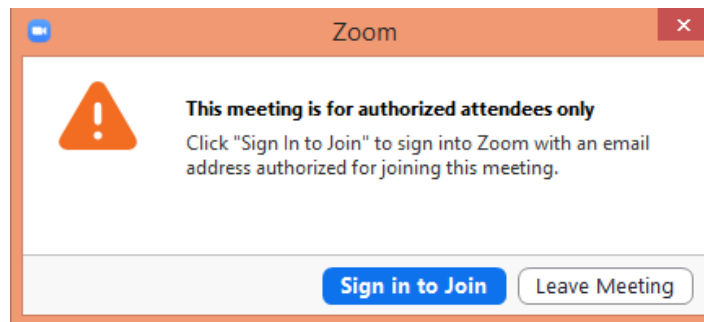 Zoom
This meeting is for authorized attendees only
Click "Sign In to Join" to sign into Zoom with an email
address authorized for joining this meeting.
Sign in to Join
Leave Meeting